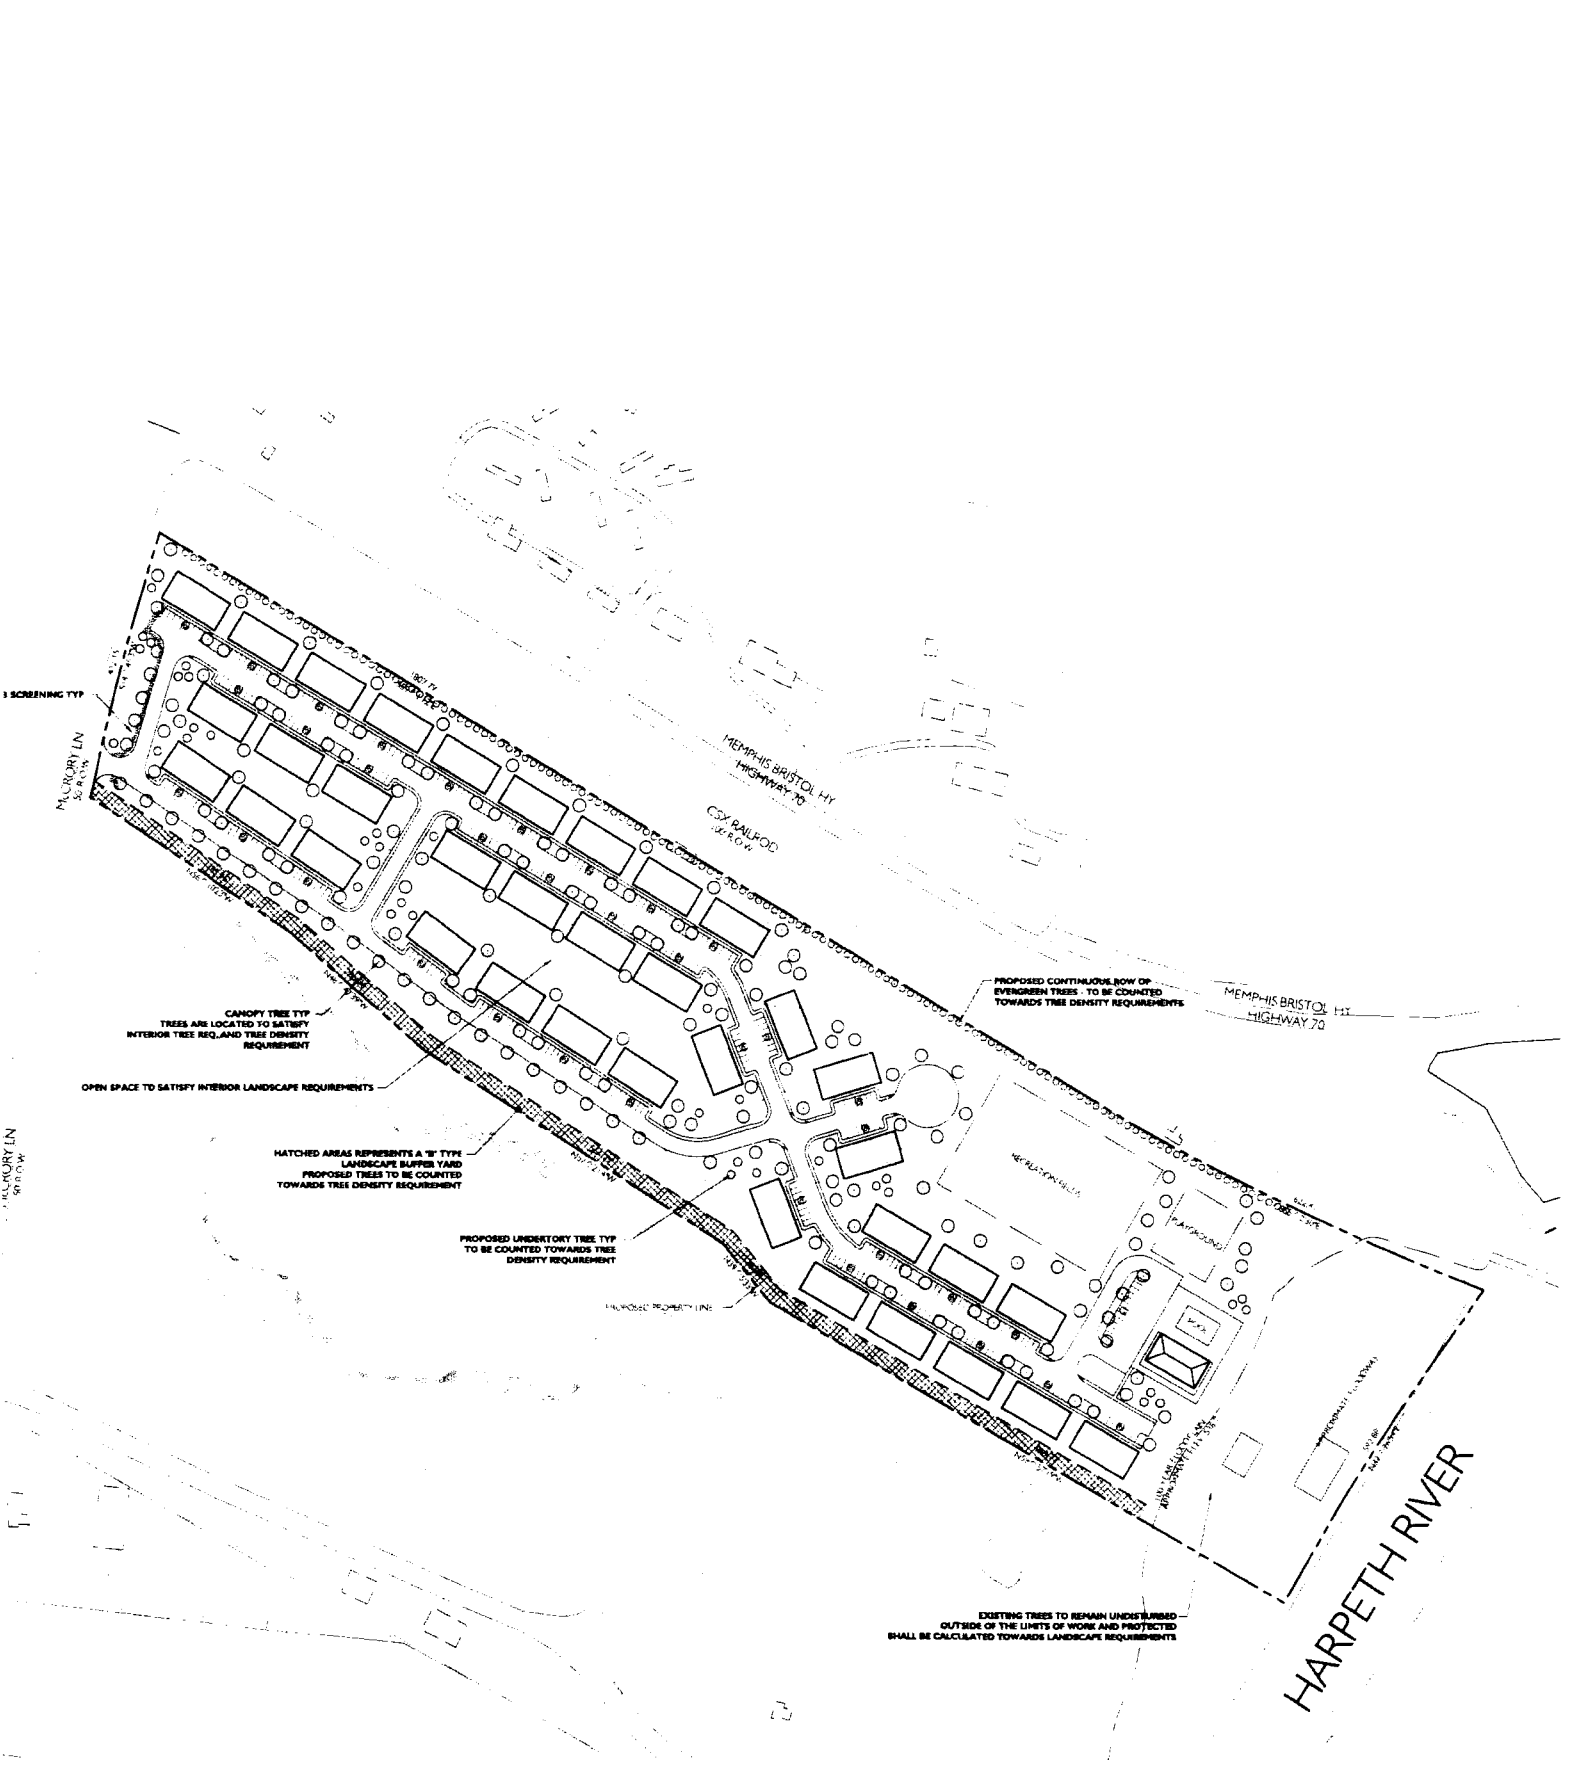 SCREENING TYP
McCRORY LN
50 R.O.W
MEMPHIS BRISTOL HY
HIGHWAY 70
CSX RAILROD
100' R.O.W
PROPOSED CONTINUOUS ROW OF
EVERGREEN TREES - TO BE COUNTED
TOWARDS TREE DENSITY REQUIREMENTS
MEMPHIS BRISTOL HY
HIGHWAY 70
CANOPY TREE TYP
TREES ARE LOCATED TO SATISFY
INTERIOR TREE REQ. AND TREE DENSITY
REQUIREMENT
OPEN SPACE TO SATISFY INTERIOR LANDSCAPE REQUIREMENTS
HATCHED AREAS REPRESENTS A "B" TYPE
LANDSCAPE BUFFER YARD
PROPOSED TREES TO BE COUNTED
TOWARDS TREE DENSITY REQUIREMENT
McCRORY LN
50 R.O.W
PLAYGROUND
PROPOSED UNDERTORY TREE TYP
TO BE COUNTED TOWARDS TREE
DENSITY REQUIREMENT
PROPOSED PROPERTY LINE
POOL
HARPETH RIVER
EXISTING TREES TO REMAIN UNDISTURBED
OUTSIDE OF THE LIMITS OF WORK AND PROTECTED
SHALL BE CALCULATED TOWARDS LANDSCAPE REQUIREMENTS